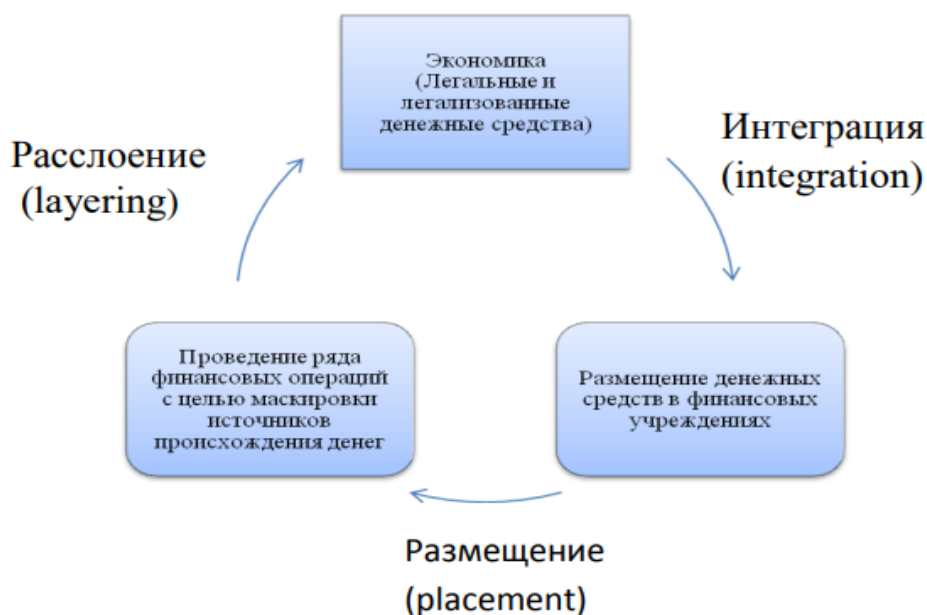 Экономика
(Легальные и
легализованные
денежные средства)
Расслоение
(layering)
Интеграция
(integration)
Проведение ряда
финансовых операций
с целью маскировки
источников
происхождения денег
Размещение денежных
средств в финансовых
учреждениях
Размещение
(placement)